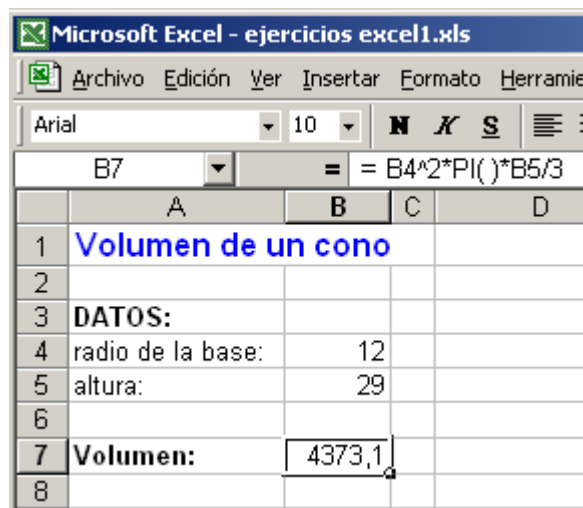 Microsoft Excel - ejercicios excel1.xls
Archivo Edición Ver Insertar Formato Herramie
Arial 10 N K S
B7 = = B4^2*PI( )*B5/3
A B C D
1 Volumen de un cono
2
3 DATOS:
4 radio de la base: 12
5 altura: 29
6
7 Volumen: 4373,1
8